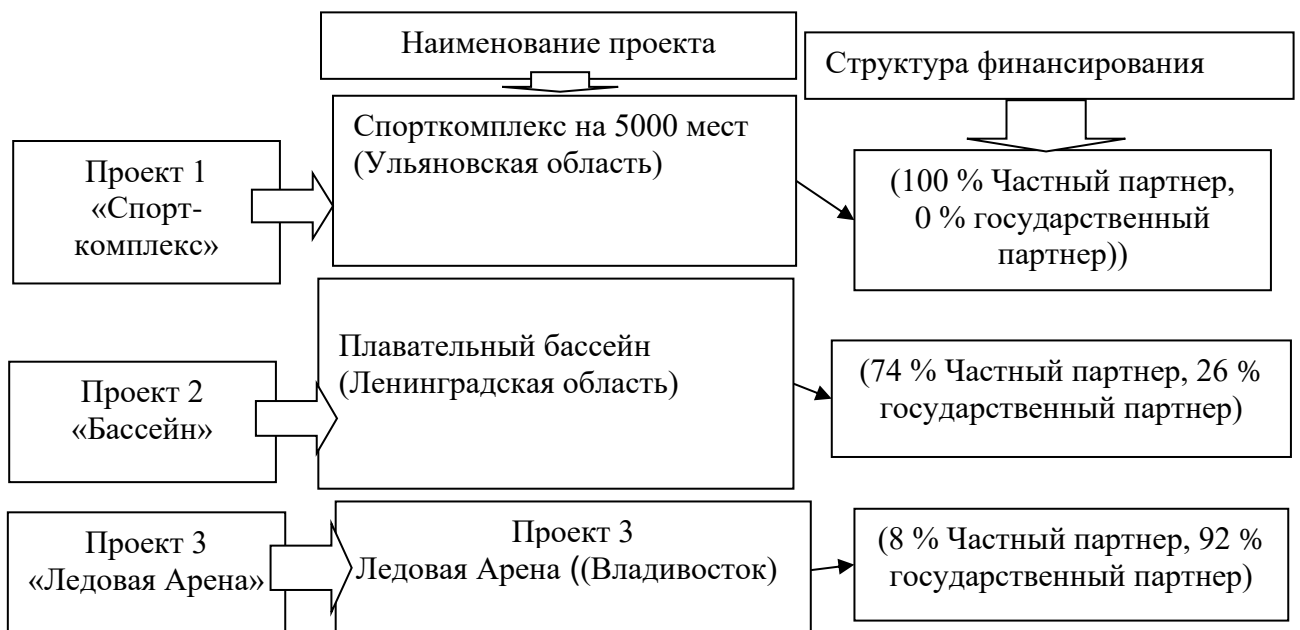 Наименование проекта
Структура финансирования
Проект 1
«Спорт-
комплекс»
Спорткомплекс на 5000 мест
(Ульяновская область)
(100 % Частный партнер,
0 % государственный
партнер))
Проект 2
«Бассейн»
Плавательный бассейн
(Ленинградская область)
(74 % Частный партнер, 26 %
государственный партнер)
Проект 3
«Ледовая Арена»
Проект 3
Ледовая Арена ((Владивосток)
(8 % Частный партнер, 92 %
государственный партнер)